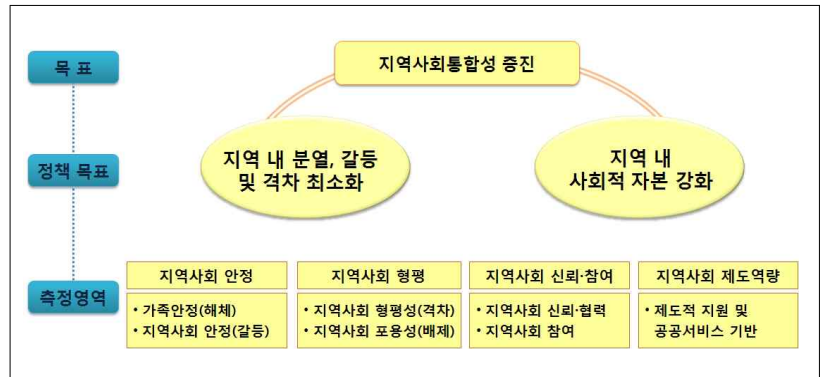 목 표
지역사회통합성 증진
정책 목표
지역 내 분열, 갈등
및 격차 최소화
지역 내
사회적 자본 강화
측정영역
지역사회 안정
• 가족안정(해체)
• 지역사회 안정(갈등)
지역사회 형평
• 지역사회 형평성(격차)
• 지역사회 포용성(배제)
지역사회 신뢰·참여
• 지역사회 신뢰·협력
• 지역사회 참여
지역사회 제도역량
• 제도적 지원 및
공공서비스 기반